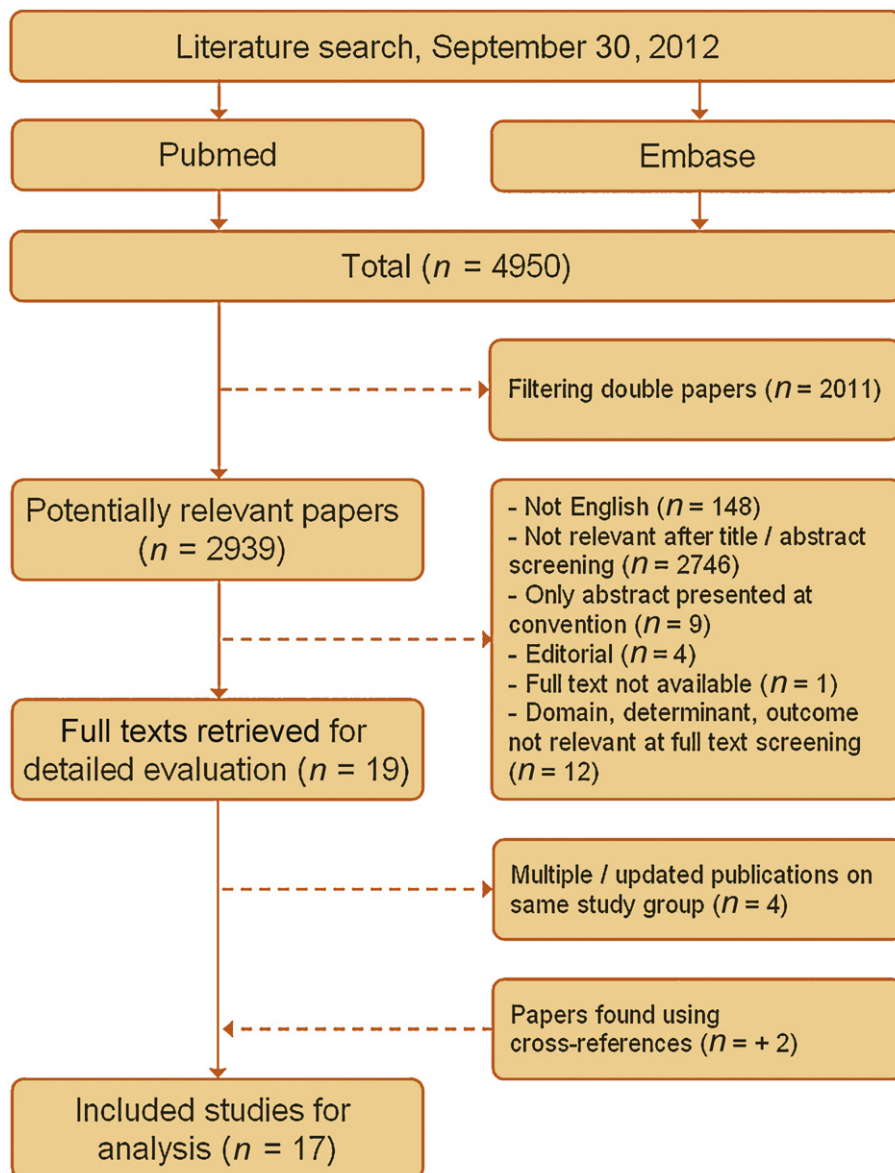 Literature search, September 30, 2012
Pubmed
Embase
Total (n = 4950)
Filtering double papers (n = 2011)
Potentially relevant papers
(n = 2939)
- Not English (n = 148)
- Not relevant after title / abstract
screening (n = 2746)
- Only abstract presented at
convention (n = 9)
- Editorial (n = 4)
- Full text not available (n = 1)
- Domain, determinant, outcome
not relevant at full text screening
(n = 12)
Full texts retrieved for
detailed evaluation (n = 19)
Multiple / updated publications on
same study group (n = 4)
Papers found using
cross-references (n = + 2)
Included studies for
analysis (n = 17)